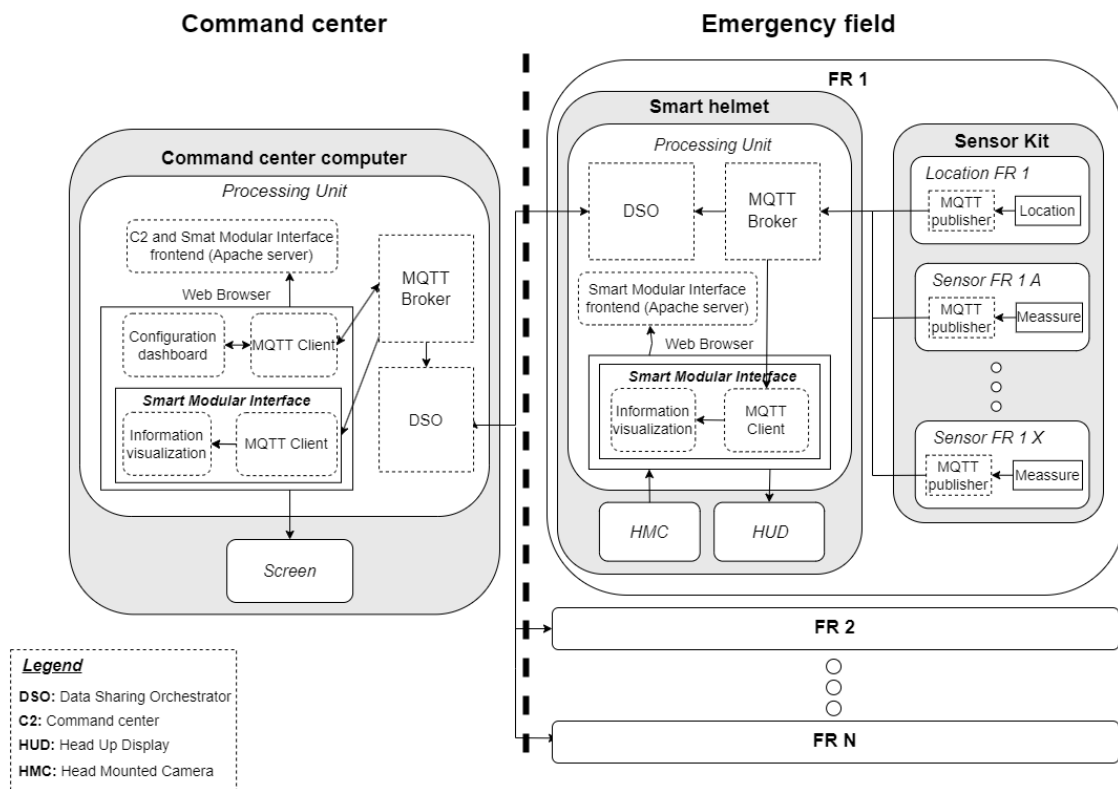 Command center
Emergency field
Command center computer
Processing Unit
C2 and Smat Modular Interface
frontend (Apache server)
Web Browser
Configuration
dashboard
MQTT Client
MQTT
Broker
Smart Modular Interface
Information
visualization
MQTT Client
DSO
Screen
FR 1
Smart helmet
Processing Unit
DSO
MQTT
Broker
Smart Modular Interface
frontend (Apache server)
Web Browser
Smart Modular Interface
Information
visualization
MQTT
Client
HMC
HUD
Sensor Kit
Location FR 1
MQTT
publisher
Location
Sensor FR 1 A
MQTT
publisher
Meassure
Sensor FR 1 X
MQTT
publisher
Meassure
FR 2
FR N
Legend
DSO: Data Sharing Orchestrator
C2: Command center
HUD: Head Up Display
HMC: Head Mounted Camera